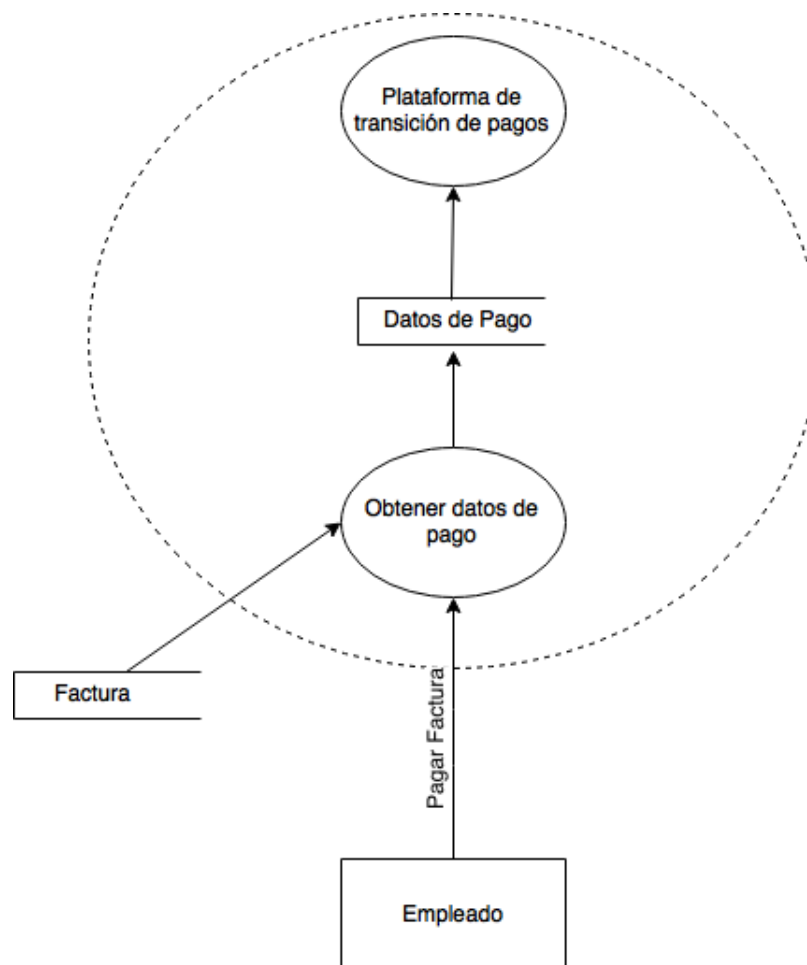 Plataforma de
transición de pagos
Datos de Pago
Obtener datos de
pago
Factura
Pagar Factura
Empleado